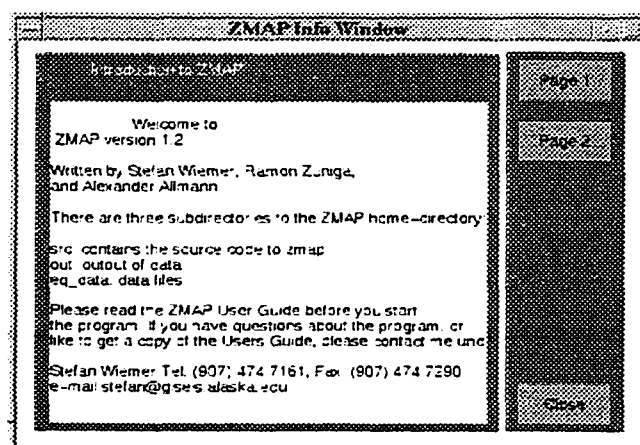 ZMAP Info Window
Introduction to ZMAP
Page 1
Page 2
Welcome to
ZMAP version 1.2
Written by Stefan Wiemer, Ramon Zuniga,
and Alexander Allmann
There are three subdirectories to the ZMAP home-directory
src contains the source code to zmap
out output of data
eq_data, data files
Please read the ZMAP User Guide before you start
the program. If you have questions about the program, or
like to get a copy of the Users Guide, please contact me und
Stefan Wiemer Tel. (907) 474 7161, Fax (907) 474 7290
e-mail stefan@giseis.alaska.edu
Close